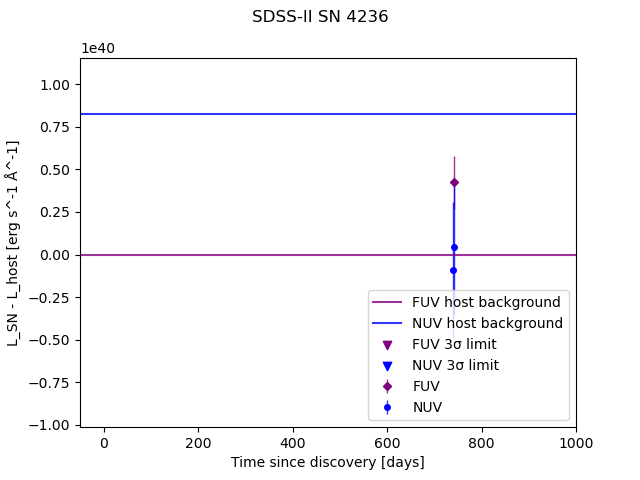 SDSS-II SN 4236
1e40
1.00
0.75
0.50
0.25
0.00
−0.25
−0.50
−0.75
−1.00
L_SN - L_host [erg s^-1 Å^-1]
FUV host background
NUV host background
FUV 3σ limit
NUV 3σ limit
FUV
NUV
0 200 400 600 800 1000
Time since discovery [days]